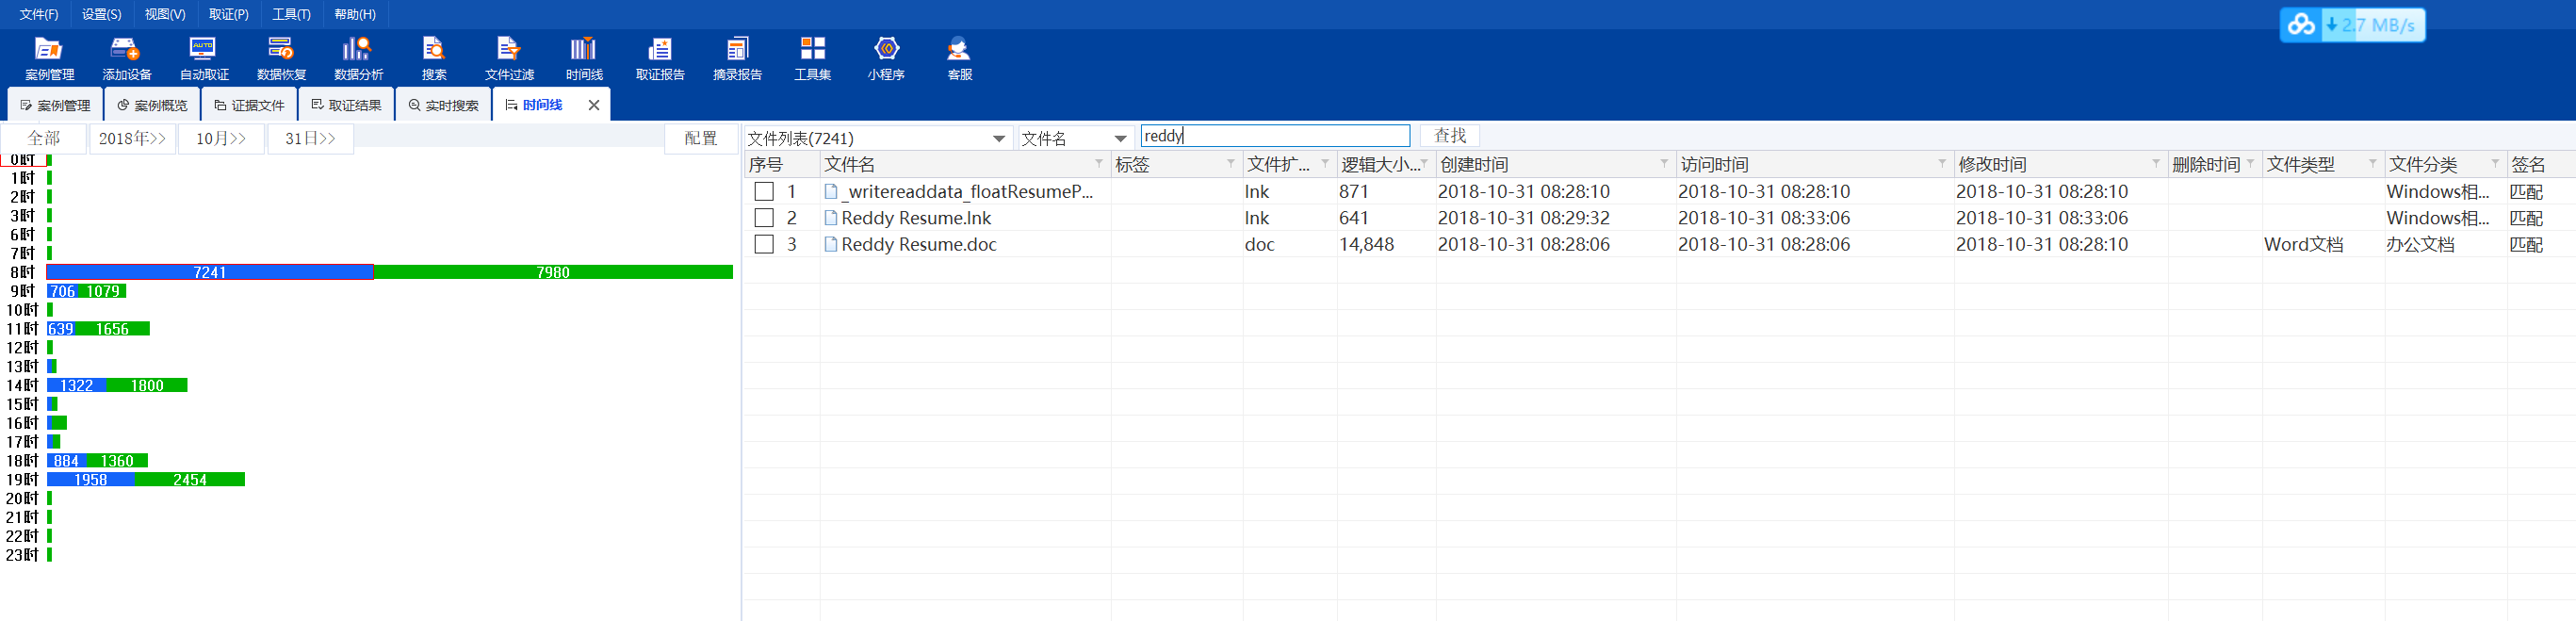 文件(F) 设置(S) 视图(V) 取证(P) 工具(T) 帮助(H)
2.7 MB/s
案例管理 添加设备 自动取证 数据恢复 数据分析 搜索 文件过滤 时间线 取证报告 摘录报告 工具集 小程序 客服
案例管理 案例概览 证据文件 取证结果 实时搜索 时间线
全部 2018年>> 10月>> 31日>> 配置
0时
1时
2时
3时
6时
7时
8时 7241 7980
9时 706 1079
10时
11时 639 1656
12时
13时
14时 1322 1800
15时
16时
17时
18时 884 1360
19时 1958 2454
20时
21时
22时
23时
文件列表(7241) 文件名 reddy 查找
序号 文件名 标签 文件扩... 逻辑大小... 创建时间 访问时间 修改时间 删除时间 文件类型 文件分类 签名
1 _writereaddata_floatResumeP... lnk 871 2018-10-31 08:28:10 2018-10-31 08:28:10 2018-10-31 08:28:10 Windows相... 匹配
2 Reddy Resume.lnk lnk 641 2018-10-31 08:29:32 2018-10-31 08:33:06 2018-10-31 08:33:06 Windows相... 匹配
3 Reddy Resume.doc doc 14,848 2018-10-31 08:28:06 2018-10-31 08:28:06 2018-10-31 08:28:10 Word文档 办公文档 匹配